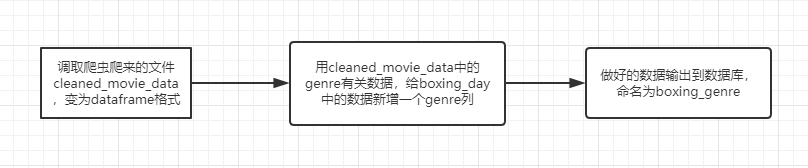 调取爬虫爬来的文件
cleaned_movie_data
，变为dataframe格式
用cleaned_movie_data中的
genre有关数据，给boxing_day
中的数据新增一个genre列
做好的数据输出到数据库，
命名为boxing_genre